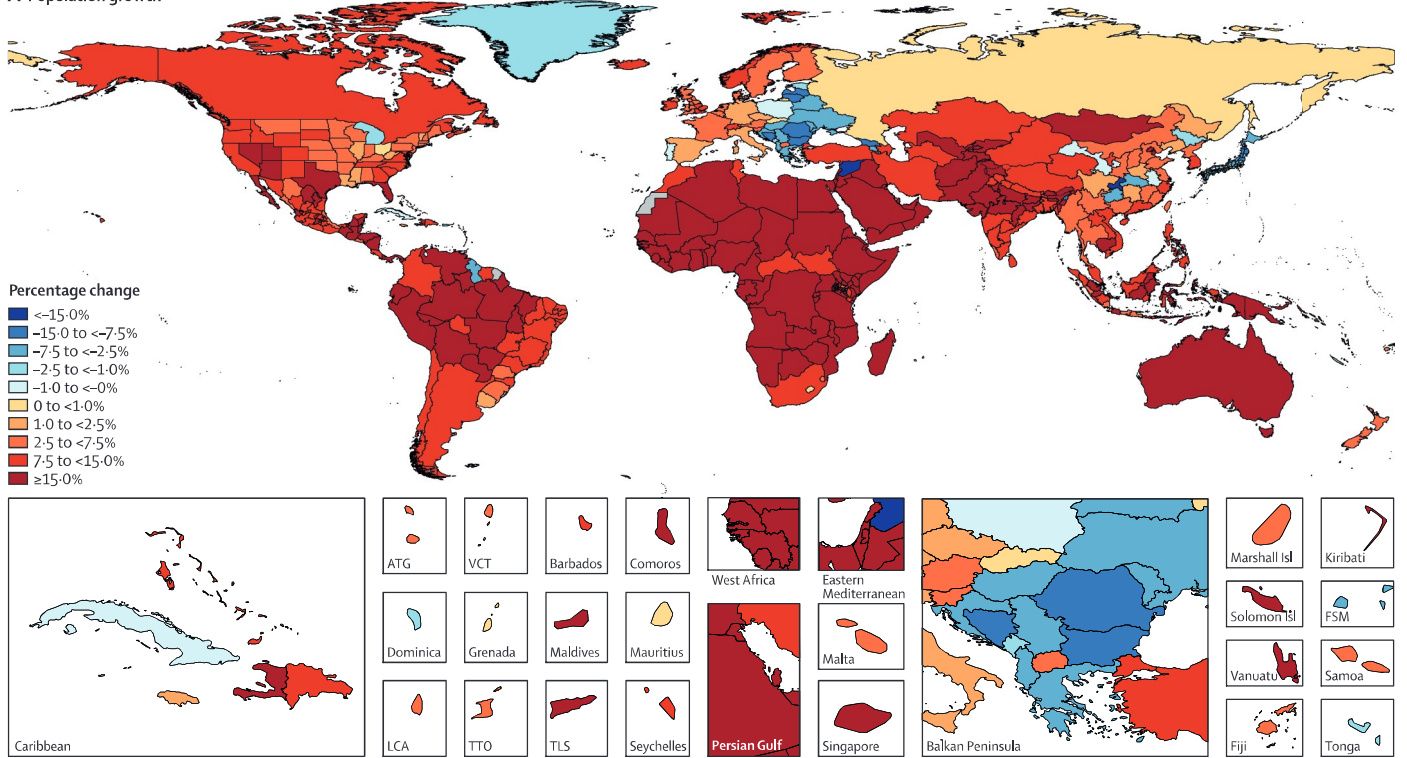 A Population growth
Percentage change
<–15·0%
–15·0 to <–7·5%
–7·5 to <–2·5%
–2·5 to <–1·0%
–1·0 to <–0%
0 to <1·0%
1·0 to <2·5%
2·5 to <7·5%
7·5 to <15·0%
≥15·0%
Caribbean
ATG
VCT
Barbados
Comoros
West Africa
Eastern
Mediterranean
Dominica
Grenada
Maldives
Mauritius
Malta
LCA
TTO
TLS
Seychelles
Persian Gulf
Singapore
Balkan Peninsula
Marshall Isl
Kiribati
Solomon Isl
FSM
Vanuatu
Samoa
Fiji
Tonga